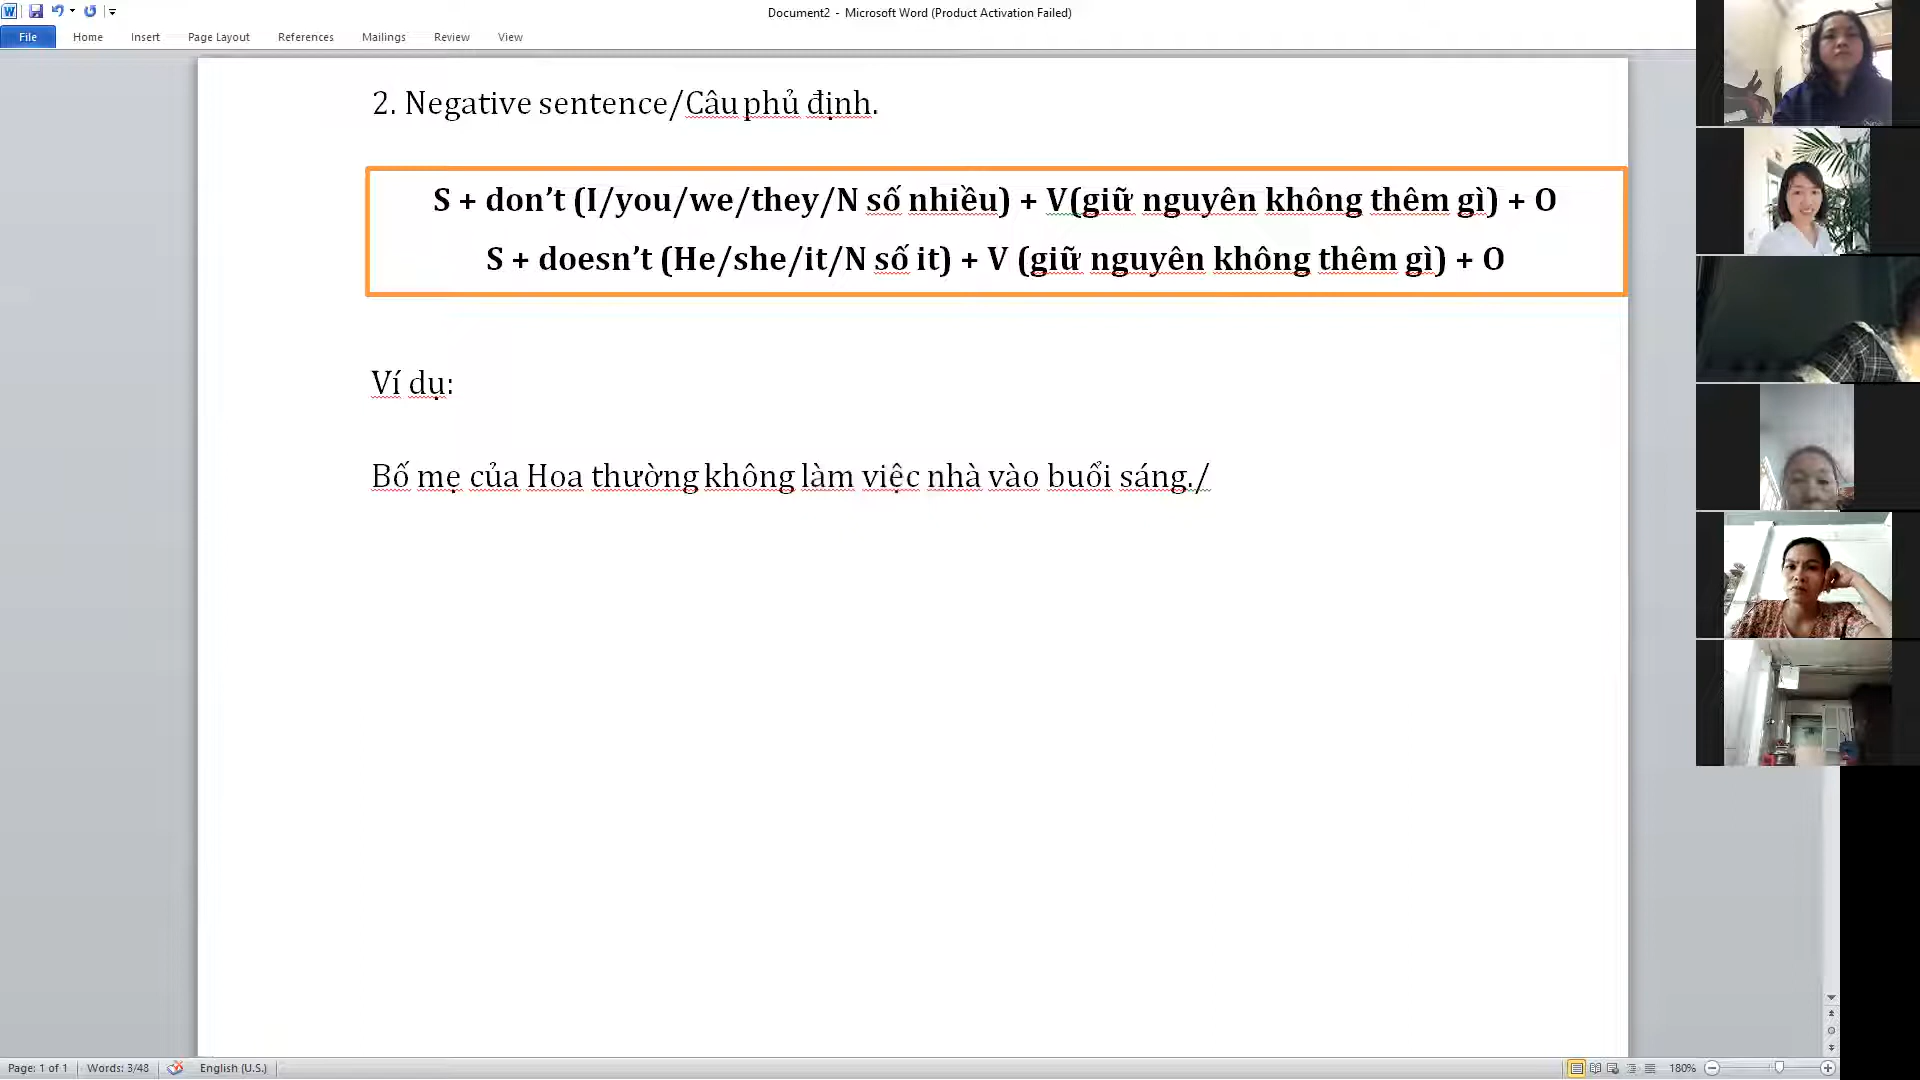 Document2 - Microsoft Word (Product Activation Failed)
File Home Insert Page Layout References Mailings Review View
2. Negative sentence/Câu phủ định.
S + don’t (I/you/we/they/N số nhiều) + V(giữ nguyên không thêm gì) + O
S + doesn’t (He/she/it/N số it) + V (giữ nguyên không thêm gì) + O
Ví dụ:
Bố mẹ của Hoa thường không làm việc nhà vào buổi sáng./
Page: 1 of 1 Words: 3/48 English (U.S.) 180%